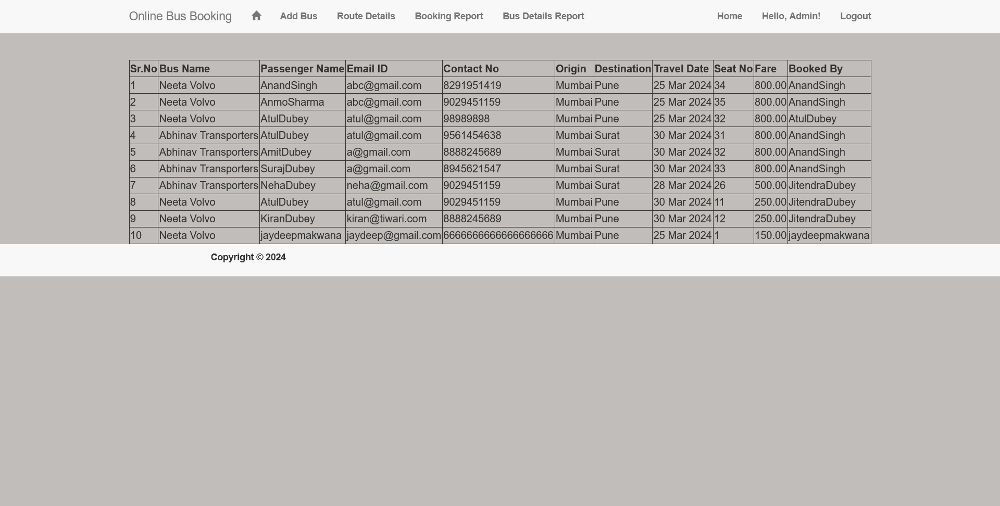 Online Bus Booking Add Bus Route Details Booking Report Bus Details Report Home Hello, Admin! Logout
Sr.No Bus Name Passenger Name Email ID Contact No Origin Destination Travel Date Seat No Fare Booked By
1 Neeta Volvo AnandSingh abc@gmail.com 8291951419 Mumbai Pune 25 Mar 2024 34 800.00 AnandSingh
2 Neeta Volvo AnmoSharma abc@gmail.com 9029451159 Mumbai Pune 25 Mar 2024 35 800.00 AnandSingh
3 Neeta Volvo AtulDubey atul@gmail.com 98989898 Mumbai Pune 25 Mar 2024 32 800.00 AtulDubey
4 Abhinav Transporters AtulDubey atul@gmail.com 9561454638 Mumbai Surat 30 Mar 2024 31 800.00 AnandSingh
5 Abhinav Transporters AmitDubey a@gmail.com 8888245689 Mumbai Surat 30 Mar 2024 32 800.00 AnandSingh
6 Abhinav Transporters SurajDubey a@gmail.com 8945621547 Mumbai Surat 30 Mar 2024 33 800.00 AnandSingh
7 Abhinav Transporters NehaDubey neha@gmail.com 9029451159 Mumbai Surat 28 Mar 2024 26 500.00 JitendraDubey
8 Neeta Volvo AtulDubey atul@gmail.com 9029451159 Mumbai Pune 30 Mar 2024 11 250.00 JitendraDubey
9 Neeta Volvo KiranDubey kiran@tiwari.com 8888245689 Mumbai Pune 30 Mar 2024 12 250.00 JitendraDubey
10 Neeta Volvo jaydeepmakwana jaydeep@gmail.com 6666666666666666666 Mumbai Pune 25 Mar 2024 1 150.00 jaydeepmakwana
Copyright © 2024